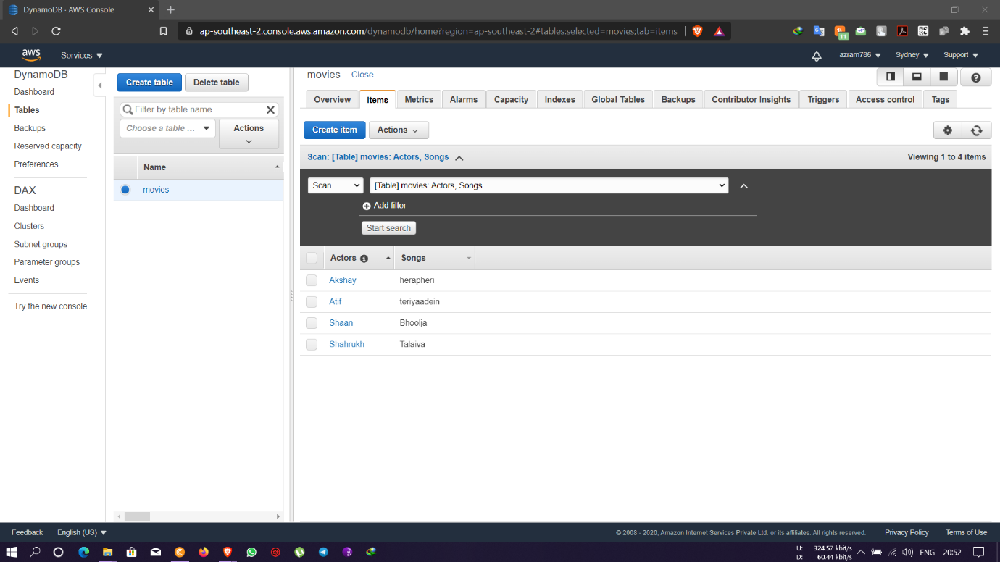 DynamoDB · AWS Console
ap-southeast-2.console.aws.amazon.com/dynamodb/home?region=ap-southeast-2#tables:selected=movies;tab=items
11
aws
Services
azram786
Sydney
Support
DynamoDB
Dashboard
Tables
Backups
Reserved capacity
Preferences
DAX
Dashboard
Clusters
Subnet groups
Parameter groups
Events
Try the new console
Create table
Delete table
Filter by table name
Choose a table ...
Actions
Name
movies
movies
Close
Overview
Items
Metrics
Alarms
Capacity
Indexes
Global Tables
Backups
Contributor Insights
Triggers
Access control
Tags
Create item
Actions
Scan: [Table] movies: Actors, Songs
Viewing 1 to 4 items
Scan
[Table] movies: Actors, Songs
Add filter
Start search
Actors
Songs
Akshay
herapheri
Atif
teriyaadein
Shaan
Bhoolja
Shahrukh
Talaiva
Feedback
English (US)
© 2008 - 2020, Amazon Internet Services Private Ltd. or its affiliates. All rights reserved.
Privacy Policy
Terms of Use
U: 324.57 kbit/s
D: 60.44 kbit/s
ENG
20:52